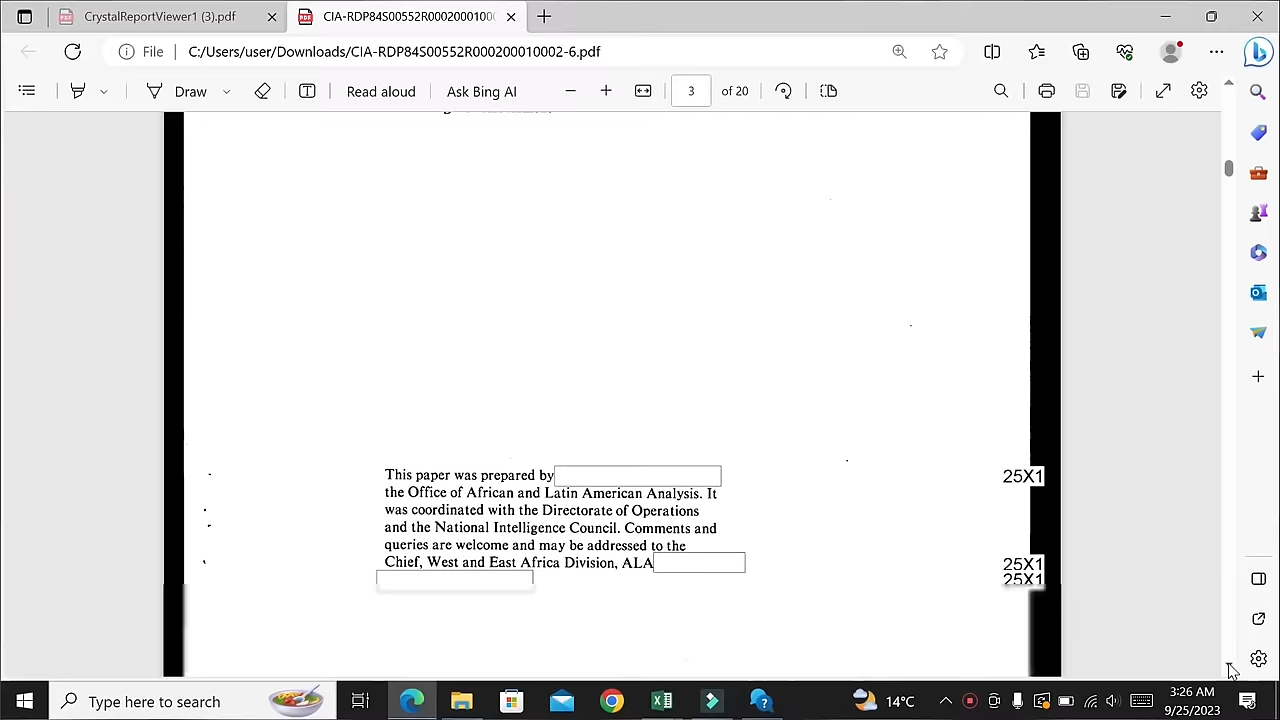 CrystalReportViewer1 (3).pdf
CIA-RDP84S00552R00020001000
File
C:/Users/user/Downloads/CIA-RDP84S00552R000200010002-6.pdf
Draw
Read aloud
Ask Bing AI
3
of 20
This paper was prepared by
25X1
the Office of African and Latin American Analysis. It
was coordinated with the Directorate of Operations
and the National Intelligence Council. Comments and
queries are welcome and may be addressed to the
Chief, West and East Africa Division, ALA
25X1
25X1
Type here to search
14°C
3:26 AM
9/25/2023